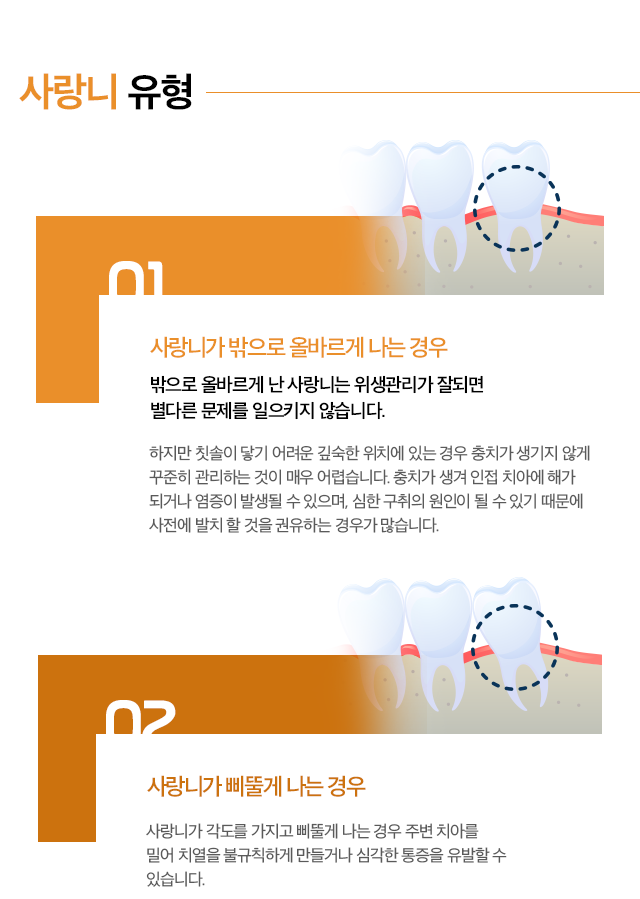 사랑니 유형
01
사랑니가 밖으로 올바르게 나는 경우
밖으로 올바르게 난 사랑니는 위생관리가 잘되면
별다른 문제를 일으키지 않습니다.
하지만 칫솔이 닿기 어려운 깊숙한 위치에 있는 경우 충치가 생기지 않게
꾸준히 관리하는 것이 매우 어렵습니다. 충치가 생겨 인접 치아에 해가
되거나 염증이 발생될 수 있으며, 심한 구취의 원인이 될 수 있기 때문에
사전에 발치 할 것을 권유하는 경우가 많습니다.
02
사랑니가 삐뚤게 나는 경우
사랑니가 각도를 가지고 삐뚤게 나는 경우 주변 치아를
밀어 치열을 불규칙하게 만들거나 심각한 통증을 유발할 수
있습니다.